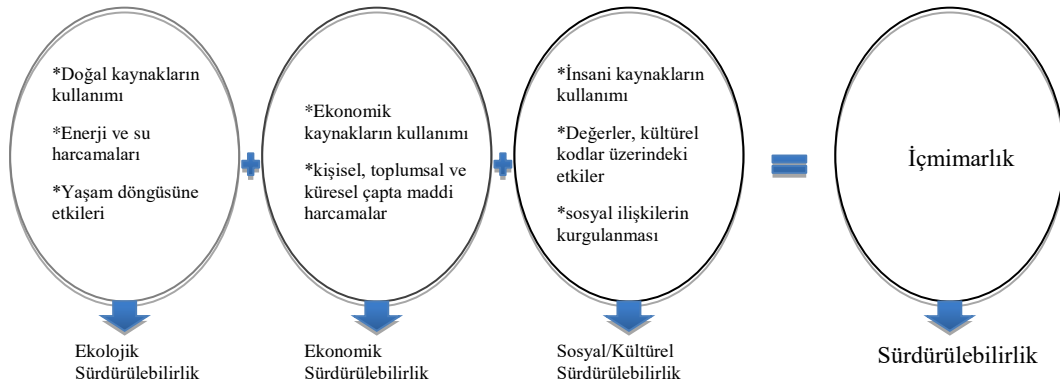 *Doğal kaynakların
kullanımı
*Enerji ve su
harcamaları
*Yaşam döngüsüne
etkileri
*Ekonomik
kaynakların kullanımı
*kişisel, toplumsal ve
küresel çapta maddi
harcamalar
*İnsani kaynakların
kullanımı
*Değerler, kültürel
kodlar üzerindeki
etkiler
*sosyal ilişkilerin
kurgulanması
İçmimarlık
Ekolojik
Sürdürülebilirlik
Ekonomik
Sürdürülebilirlik
Sosyal/Kültürel
Sürdürülebilirlik
Sürdürülebilirlik